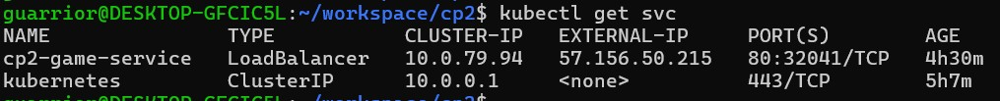 guarrior@DESKTOP-GFCIC5L:~/workspace/cp2$ kubectl get svc
NAME TYPE CLUSTER-IP EXTERNAL-IP PORT(S) AGE
cp2-game-service LoadBalancer 10.0.79.94 57.156.50.215 80:32041/TCP 4h30m
kubernetes ClusterIP 10.0.0.1 <none> 443/TCP 5h7m
guarrior@DESKTOP-GFCIC5L:~/workspace/cp2$